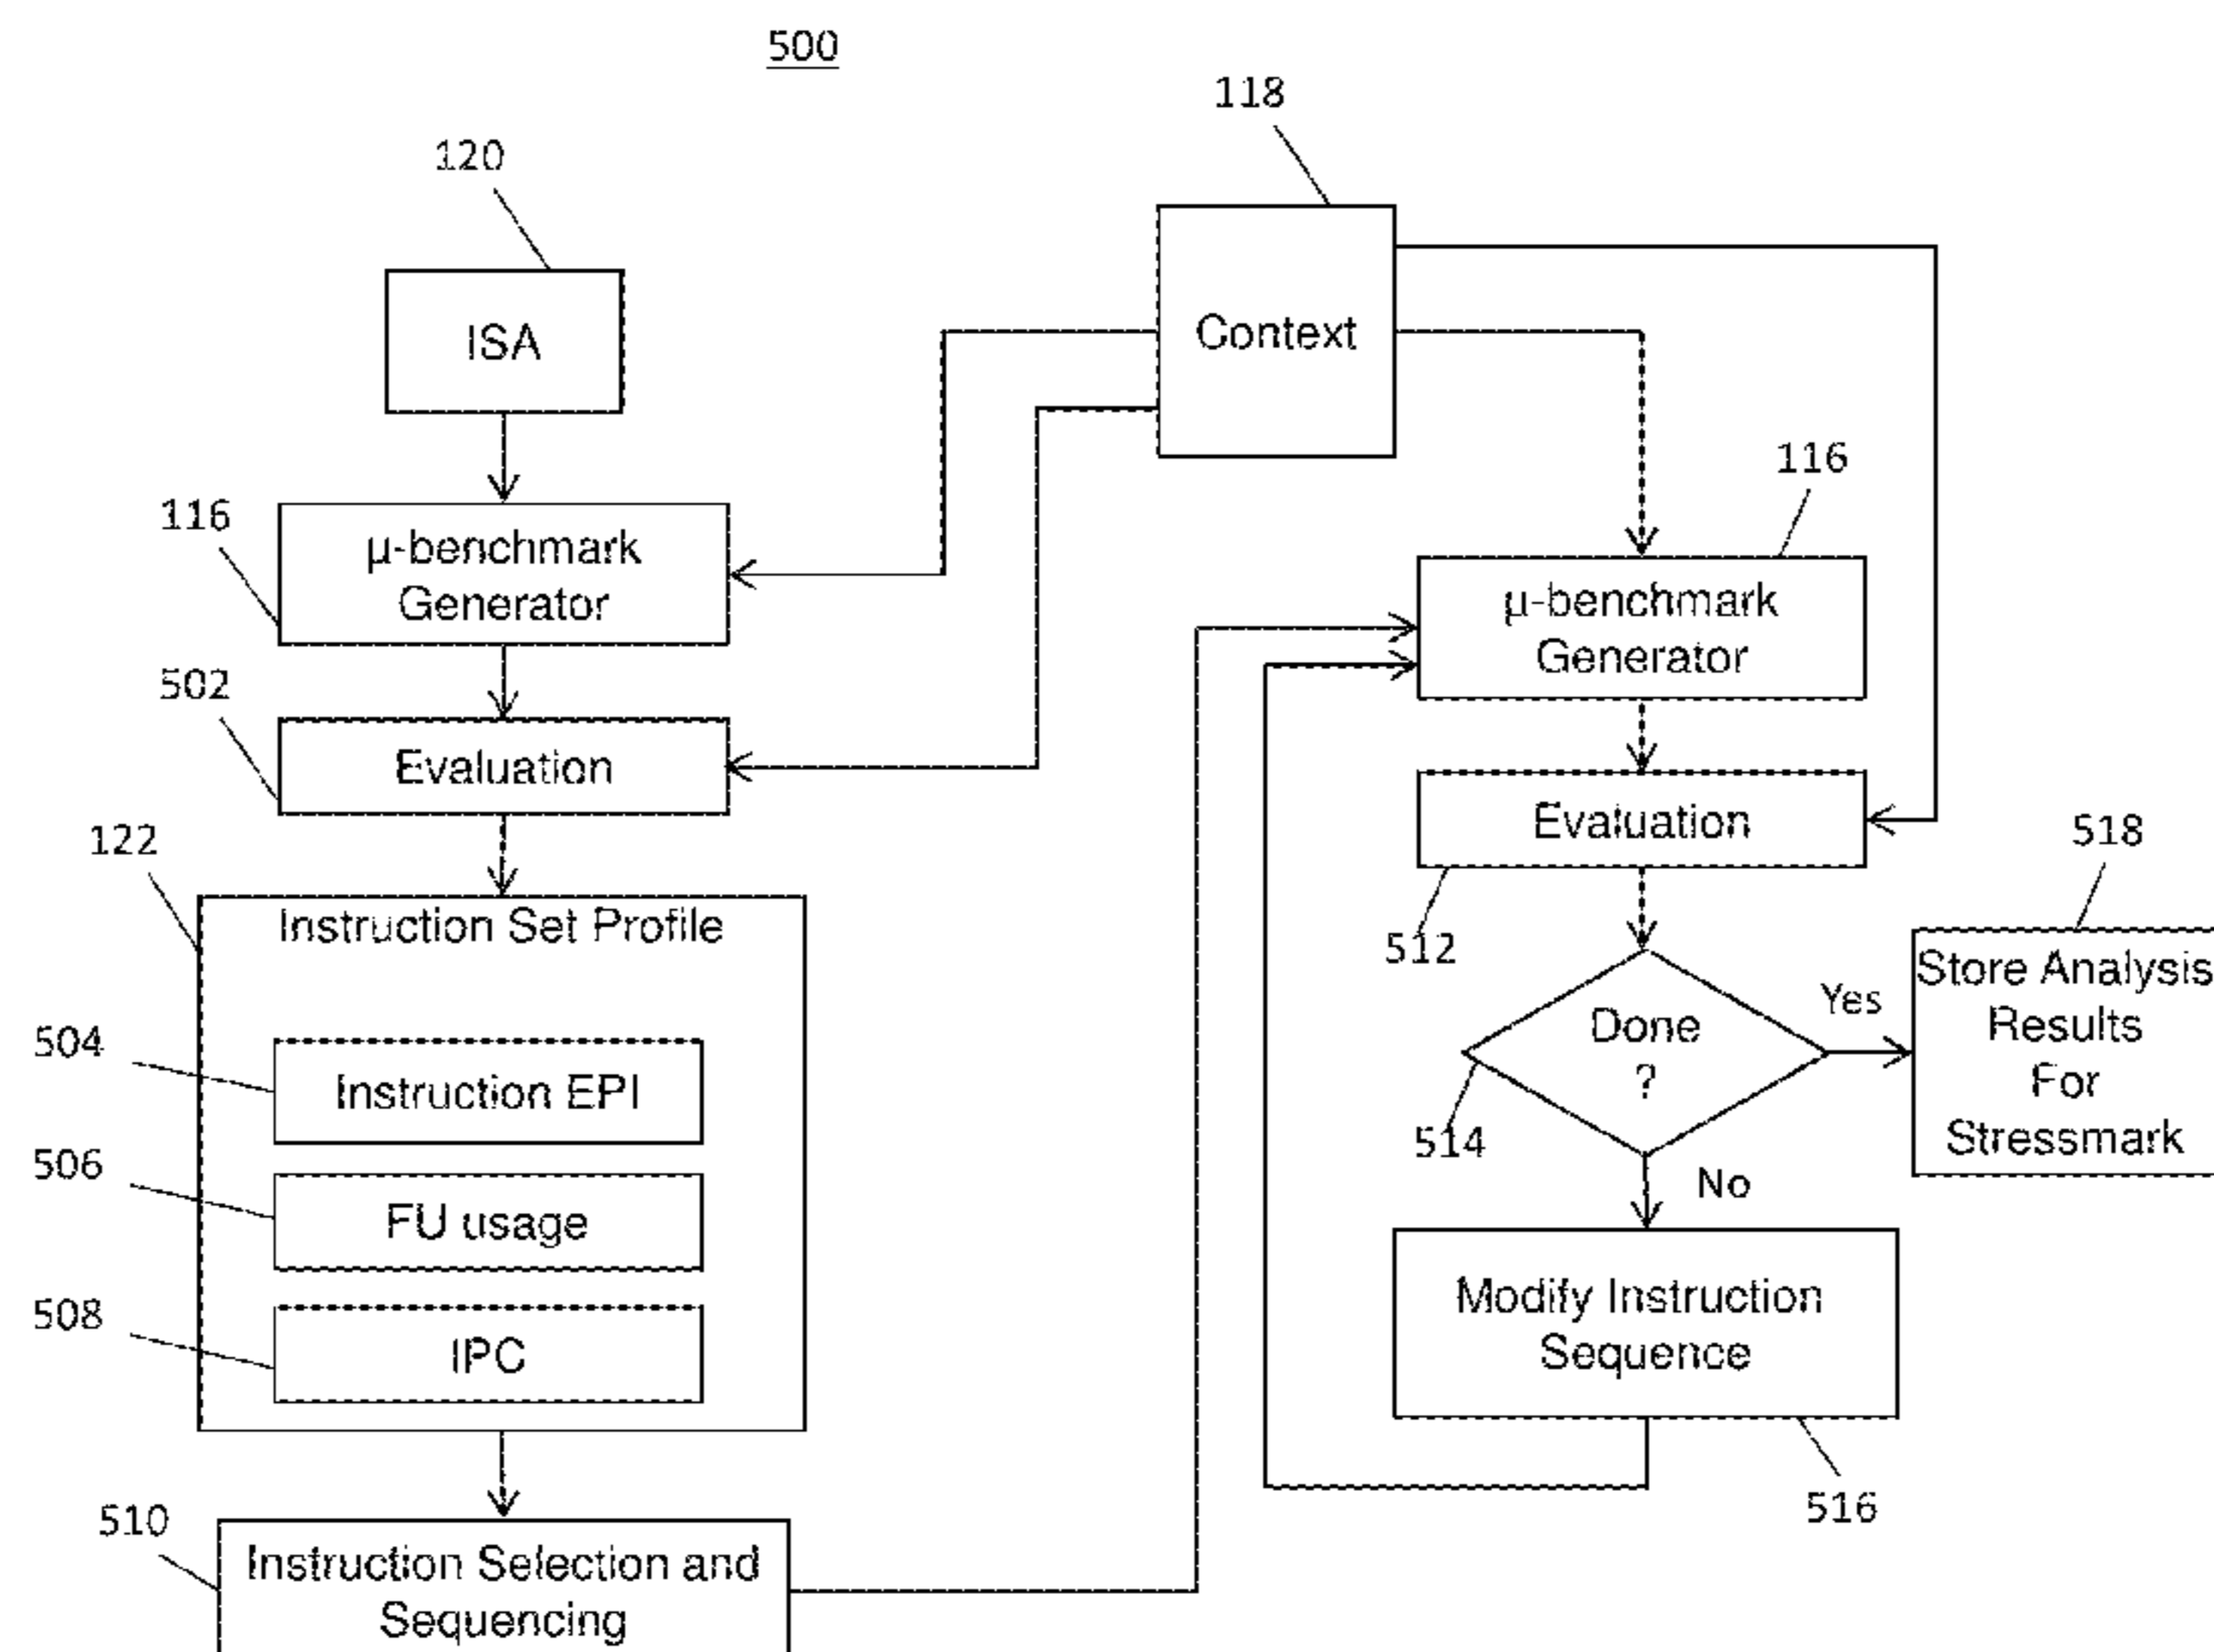 500
118
120
ISA
Context
116
μ-benchmark
Generator
116
μ-benchmark
Generator
502
Evaluation
Evaluation
512
518
122
Instruction Set Profile
Store Analysis
Results
For
Stressmark
Yes
Done
?
514
504
Instruction EPI
506
FU usage
No
508
IPC
Modify Instruction
Sequence
516
510
Instruction Selection and
Sequencing